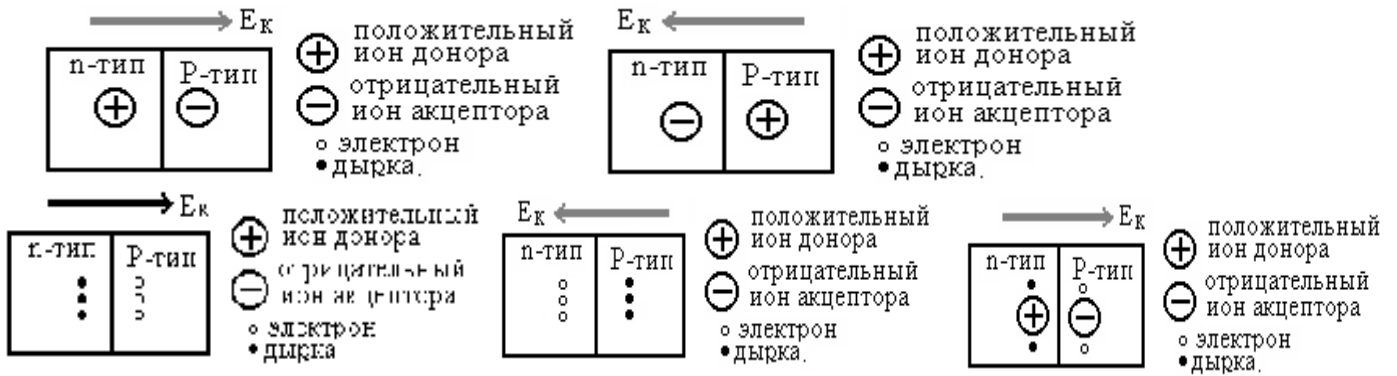 Eк
n-тип P-тип
положительный
ион донора
отрицательный
ион акцептора
электрон
дырка.
Eк
n-тип P-тип
положительный
ион донора
отрицательный
ион акцептора
электрон
дырка.
Eк
n-тип P-тип
положительный
ион донора
отрицательный
ион акцептора
электрон
дырка
Eк
n-тип P-тип
положительный
ион донора
отрицательный
ион акцептора
электрон
дырка.
Eк
n-тип P-тип
положительный
ион донора
отрицательный
ион акцептора
электрон
дырка.